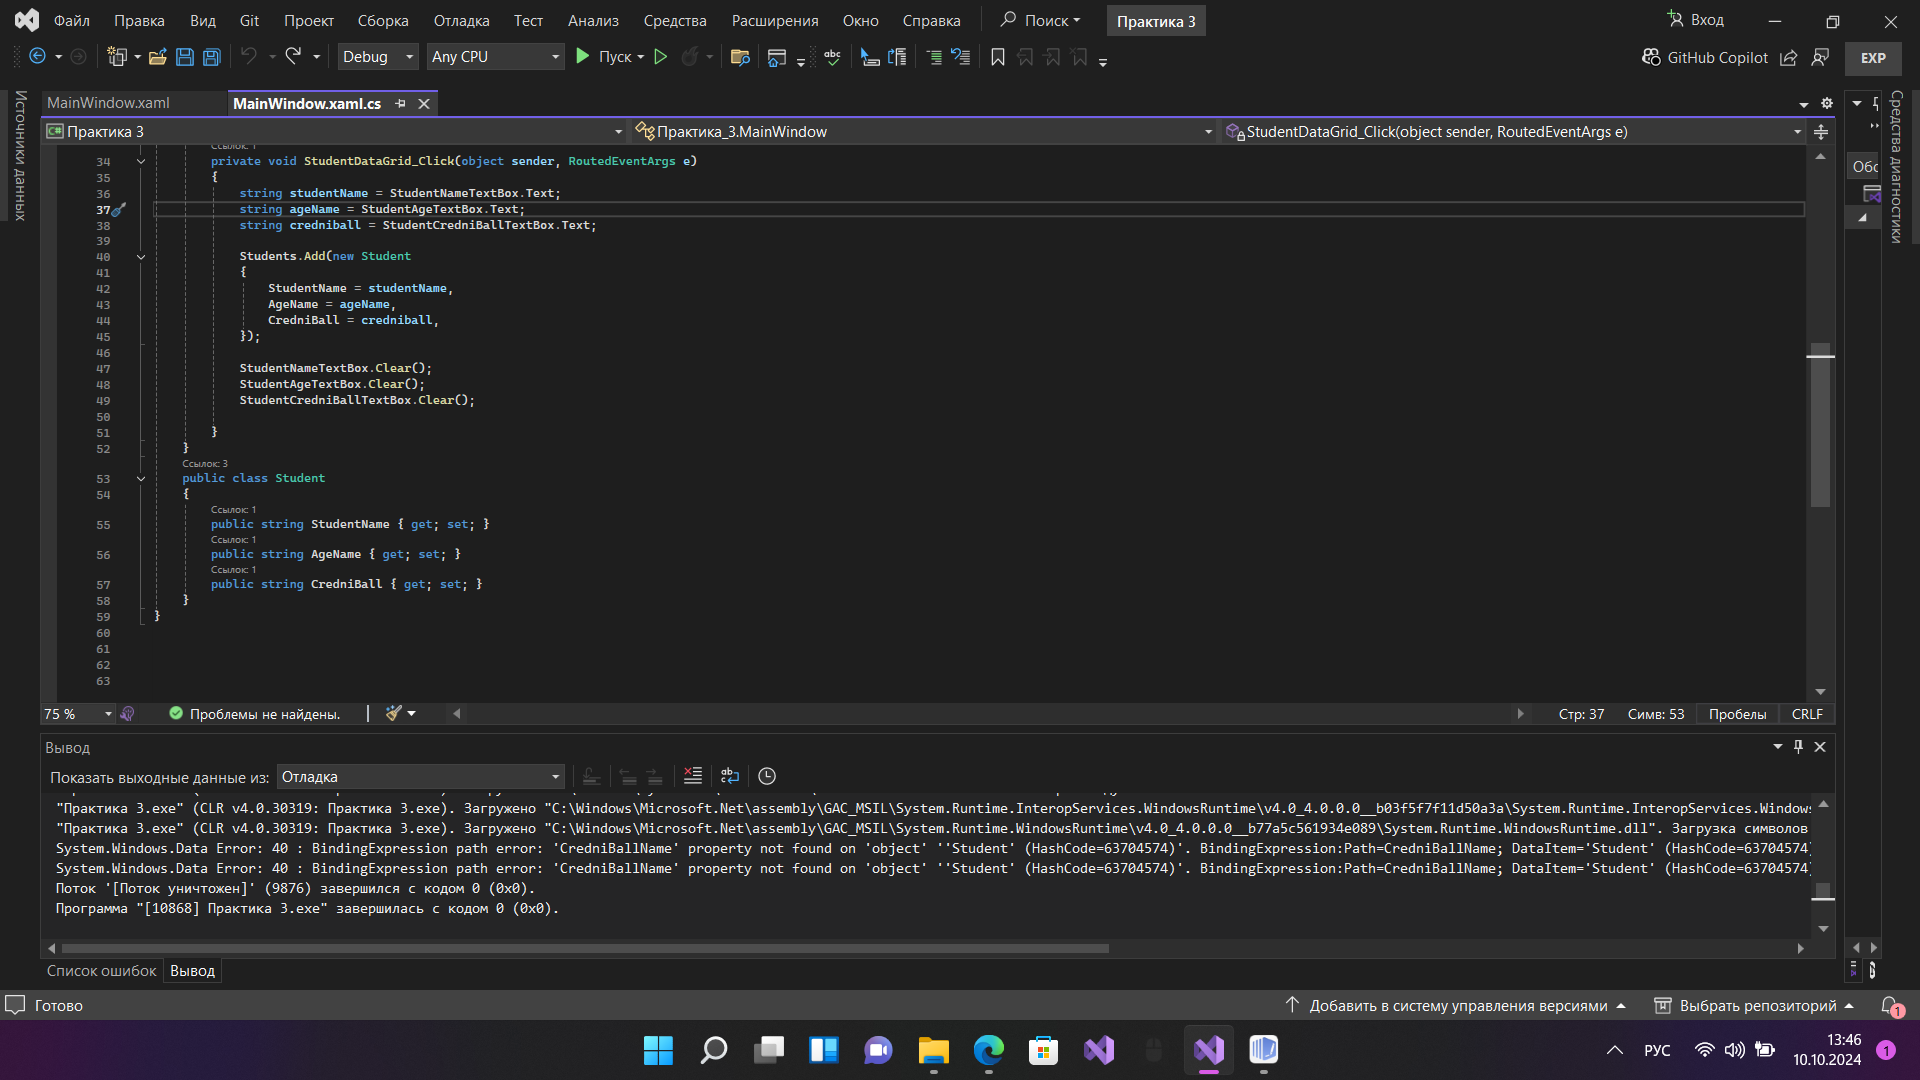 Файл Правка Вид Git Проект Сборка Отладка Тест Анализ Средства Расширения Окно Справка Поиск Практика 3 Вход
Debug Any CPU Пуск abc GitHub Copilot EXP
Источники данных
MainWindow.xaml MainWindow.xaml.cs
Практика 3 Практика_3.MainWindow StudentDataGrid_Click(object sender, RoutedEventArgs e)
Средства диагностики
Ссылок: 1
34 private void StudentDataGrid_Click(object sender, RoutedEventArgs e)
35 {
36 string studentName = StudentNameTextBox.Text;
37 string ageName = StudentAgeTextBox.Text;
38 string credniball = StudentCredniBallTextBox.Text;
39
40 Students.Add(new Student
41 {
42 StudentName = studentName,
43 AgeName = ageName,
44 CredniBall = credniball,
45 });
46
47 StudentNameTextBox.Clear();
48 StudentAgeTextBox.Clear();
49 StudentCredniBallTextBox.Clear();
50
51 }
52 }
Ссылок: 3
53 public class Student
54 {
Ссылок: 1
55 public string StudentName { get; set; }
Ссылок: 1
56 public string AgeName { get; set; }
Ссылок: 1
57 public string CredniBall { get; set; }
58 }
59 }
60
61
62
63
75 % Проблемы не найдены. Стр: 37 Симв: 53 Пробелы CRLF
Вывод
Показать выходные данные из: Отладка
"Практика 3.exe" (CLR v4.0.30319: Практика 3.exe). Загружено "C:\Windows\Microsoft.Net\assembly\GAC_MSIL\System.Runtime.InteropServices.WindowsRuntime\v4.0_4.0.0.0__b03f5f7f11d50a3a\System.Runtime.InteropServices.Windows
"Практика 3.exe" (CLR v4.0.30319: Практика 3.exe). Загружено "C:\Windows\Microsoft.Net\assembly\GAC_MSIL\System.Runtime.WindowsRuntime\v4.0_4.0.0.0__b77a5c561934e089\System.Runtime.WindowsRuntime.dll". Загрузка символов
System.Windows.Data Error: 40 : BindingExpression path error: 'CredniBallName' property not found on 'object' ''Student' (HashCode=63704574)'. BindingExpression:Path=CredniBallName; DataItem='Student' (HashCode=63704574)
System.Windows.Data Error: 40 : BindingExpression path error: 'CredniBallName' property not found on 'object' ''Student' (HashCode=63704574)'. BindingExpression:Path=CredniBallName; DataItem='Student' (HashCode=63704574)
Поток '[Поток уничтожен]' (9876) завершился с кодом 0 (0x0).
Программа "[10868] Практика 3.exe" завершилась с кодом 0 (0x0).
Список ошибок Вывод
Готово Добавить в систему управления версиями Выбрать репозиторий 1
РУС 13:46 1
10.10.2024